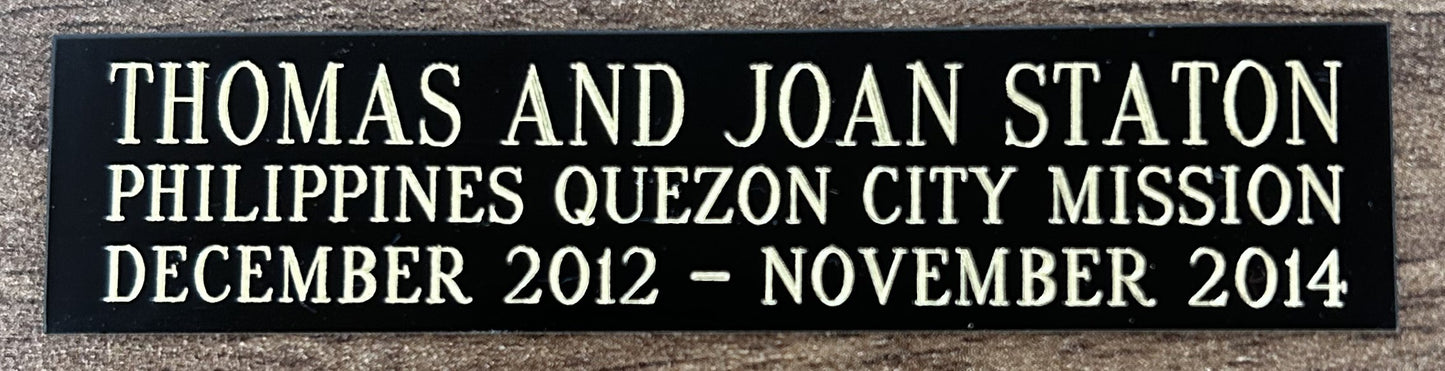 THOMAS AND JOAN STATON
PHILIPPINES QUEZON CITY MISSION
DECEMBER 2012 – NOVEMBER 2014